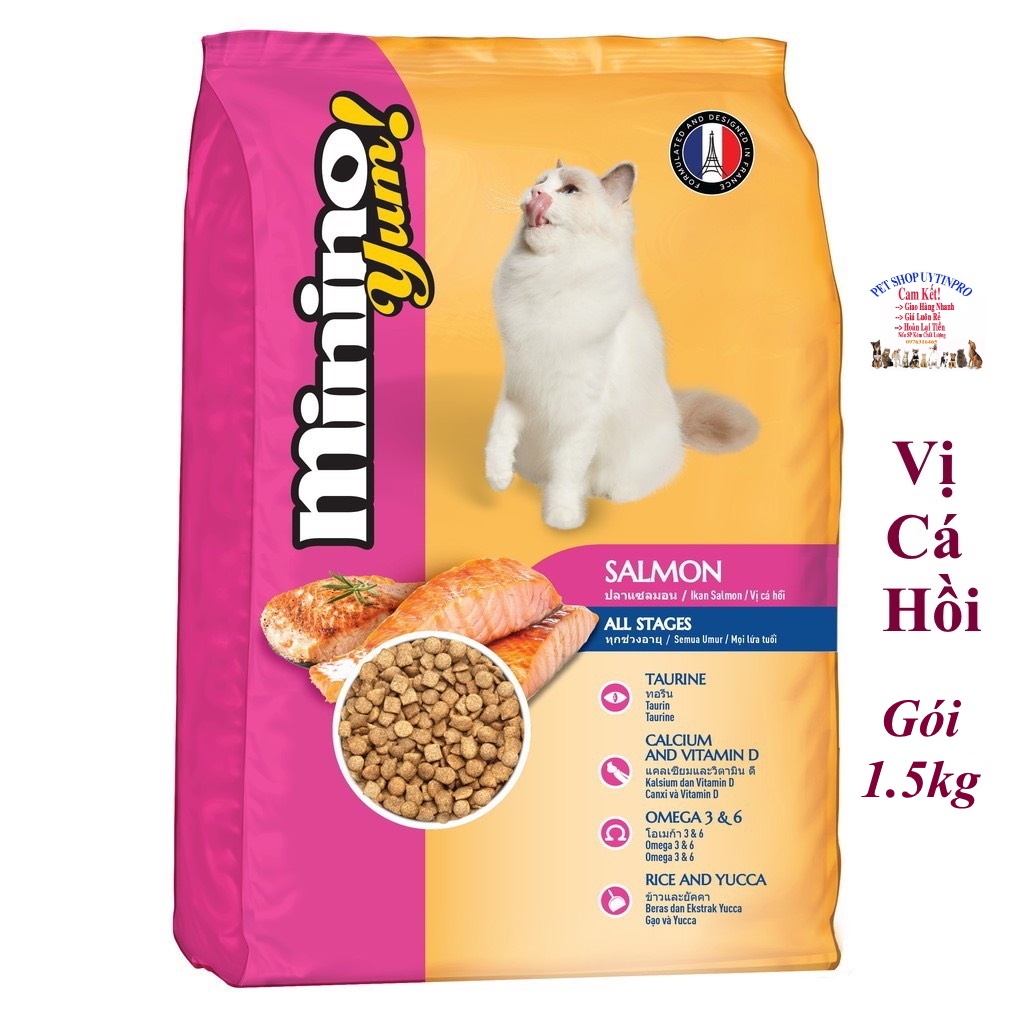 minino
Yum!
FORMULATED AND DESIGNED IN FRANCE
SALMON
ปลาแซลมอน / Ikan Salmon / Vị cá hồi
ALL STAGES
ทุกช่วงอายุ / Semua Umur / Mọi lứa tuổi
TAURINE
ทอรีน
Taurin
Taurine
CALCIUM
AND VITAMIN D
แคลเซียมและวิตามิน ดี
Kalsium dan Vitamin D
Canxi và Vitamin D
OMEGA 3 & 6
โอเมก้า 3 & 6
Omega 3 & 6
Omega 3 & 6
RICE AND YUCCA
ข้าวและยัคคา
Beras dan Ekstrak Yucca
Gạo và Yucca
PET SHOP UYTINPRO
Cam Kết!
--> Giao Hàng Nhanh
--> Giá Luôn Rẻ
--> Hoàn Lại Tiền
Nếu SP Kém Chất Lượng
0976316465
Vị
Cá
Hồi
Gói
1.5kg